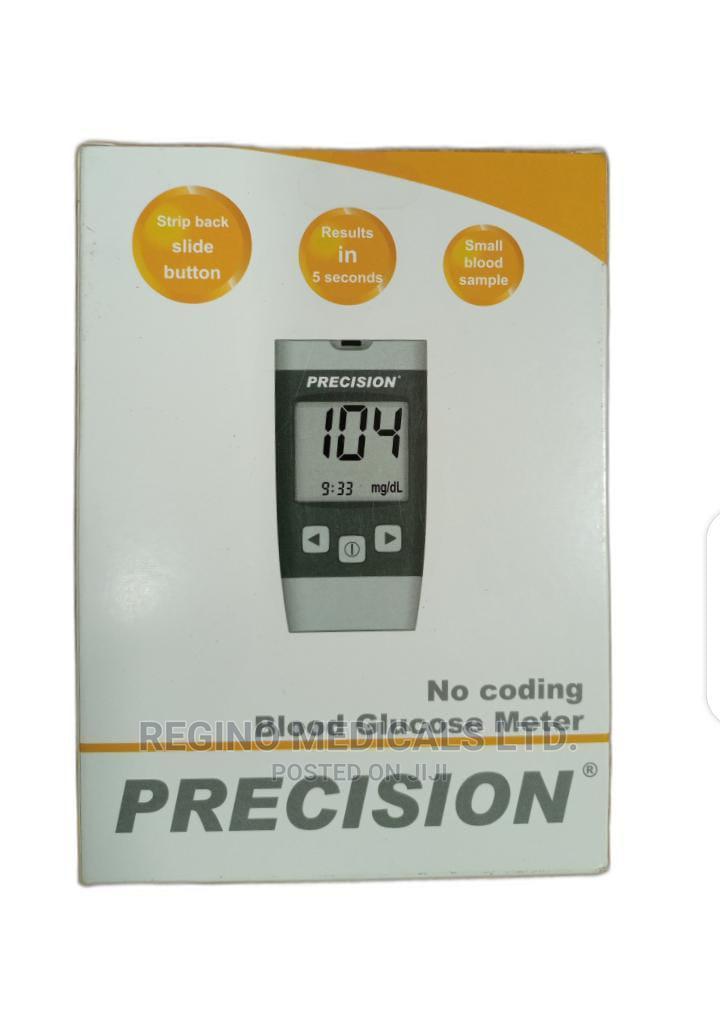 Strip back
slide
button
Results
in
5 seconds
Small
blood
sample
PRECISION®
104
9:33 mg/dL
No coding
Blood Glucose Meter
REGINO MEDICALS LTD.
POSTED ON JIJI
PRECISION®